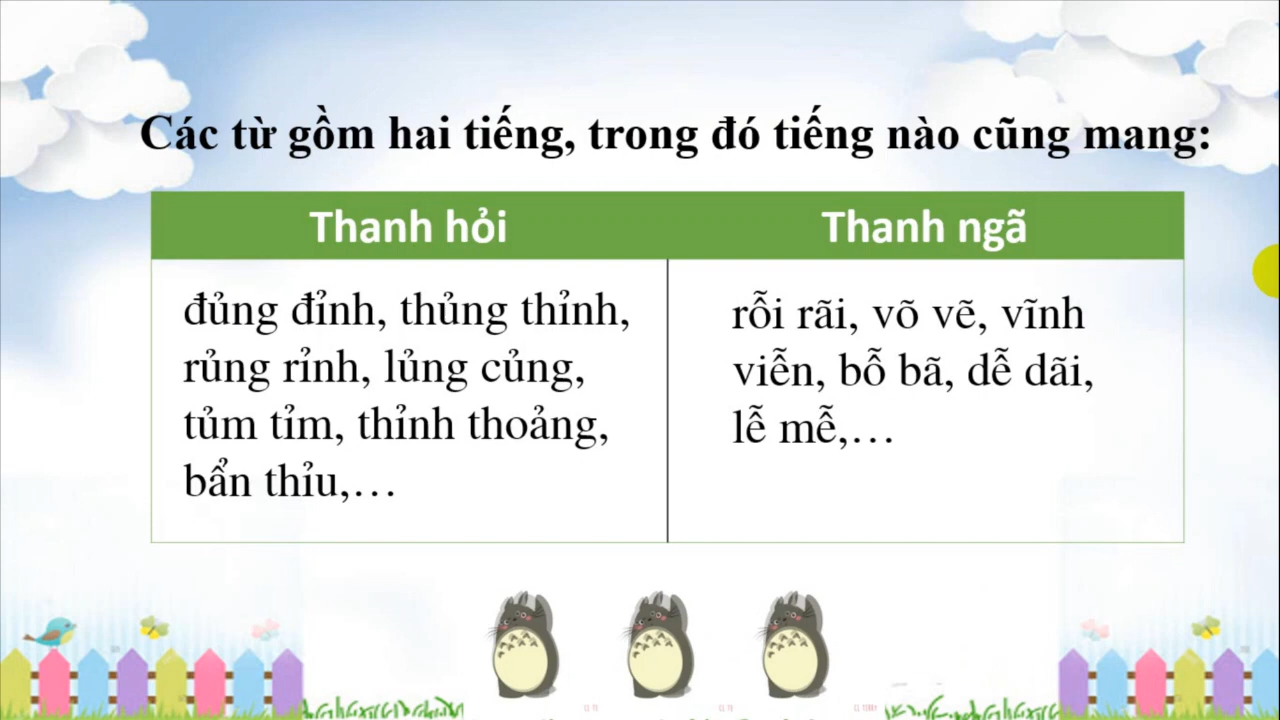 Các từ gồm hai tiếng, trong đó tiếng nào cũng mang:
Thanh hỏi
Thanh ngã
đủng đỉnh, thủng thỉnh,
rủng rỉnh, lủng củng,
tủm tỉm, thỉnh thoảng,
bẩn thỉu,…
rỗi rãi, võ vẽ, vĩnh
viễn, bỗ bã, dễ dãi,
lễ mễ,…